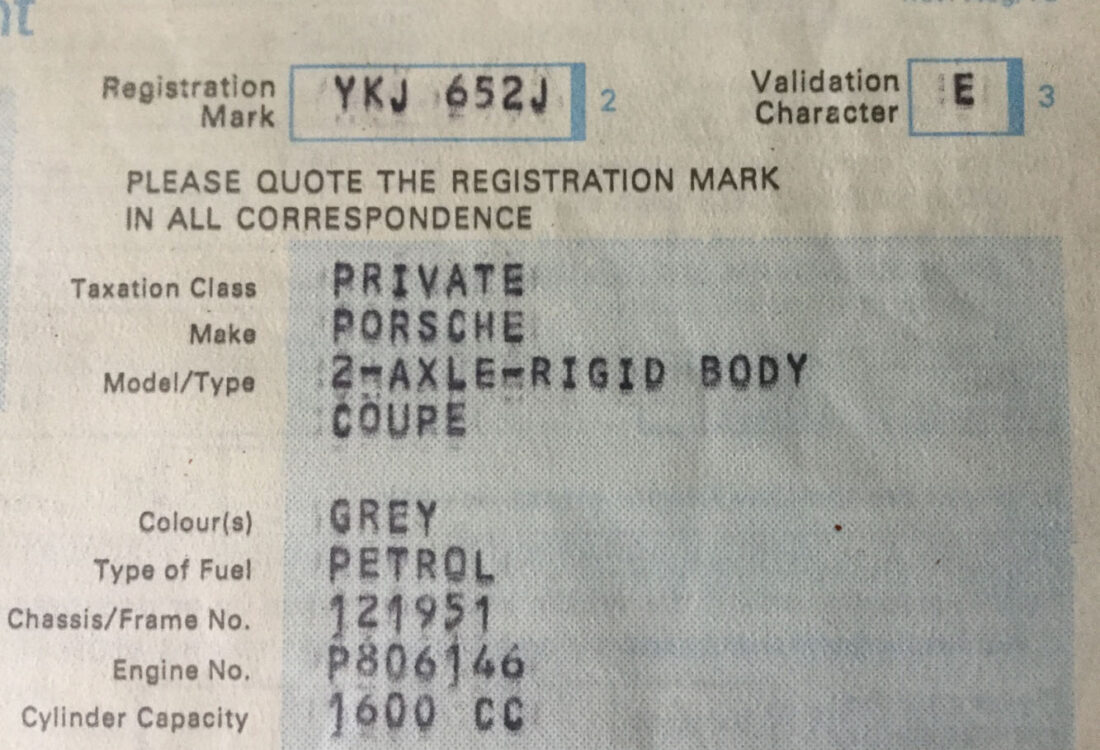 Registration Mark YKJ 652J 2
Validation Character E 3
PLEASE QUOTE THE REGISTRATION MARK
IN ALL CORRESPONDENCE
Taxation Class PRIVATE
Make PORSCHE
Model/Type 2-AXLE-RIGID BODY
COUPE
Colour(s) GREY
Type of Fuel PETROL
Chassis/Frame No. 121951
Engine No. P806146
Cylinder Capacity 1600 CC